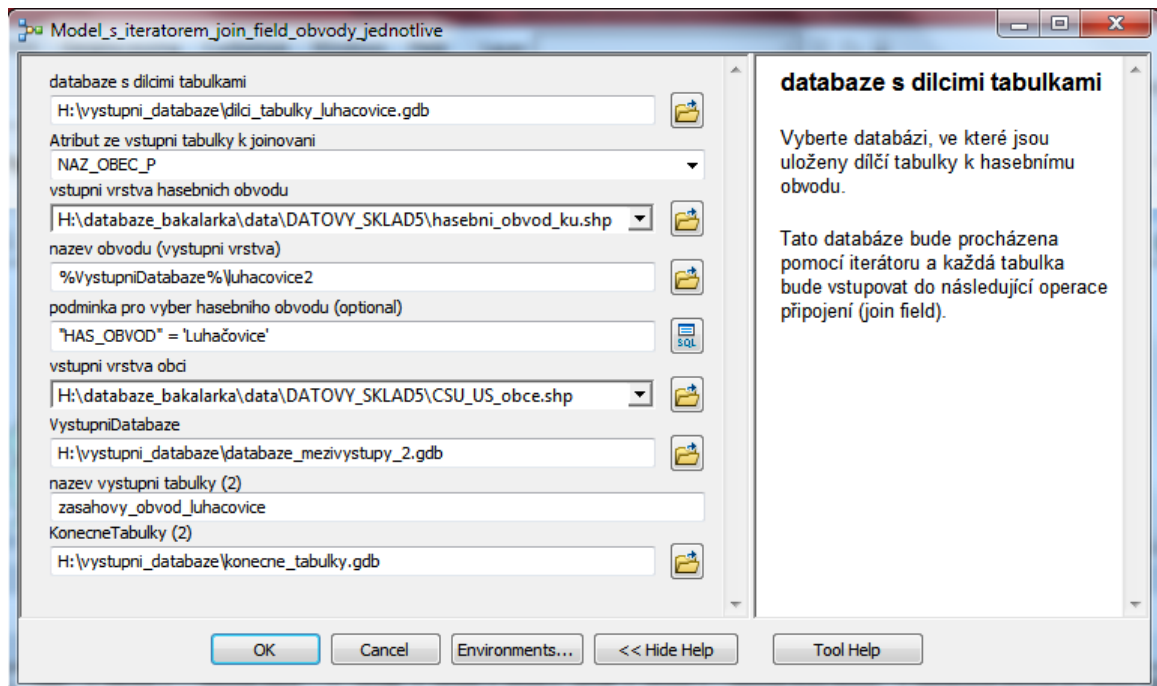 Model_s_iteratorem_join_field_obvody_jednotlive
databaze s dilcimi tabulkami
H:\vystupni_databaze\dilci_tabulky_luhacovice.gdb
Atribut ze vstupni tabulky k joinovani
NAZ_OBEC_P
vstupni vrstva hasebnich obvodu
H:\databaze_bakalarka\data\DATOVY_SKLAD5\hasebni_obvod_ku.shp
nazev obvodu (vystupni vrstva)
%VystupniDatabaze%\luhacovice2
podminka pro vyber hasebniho obvodu (optional)
"HAS_OBVOD" = 'Luhačovice'
SQL
vstupni vrstva obci
H:\databaze_bakalarka\data\DATOVY_SKLAD5\CSU_US_obce.shp
VystupniDatabaze
H:\vystupni_databaze\databaze_mezivystupy_2.gdb
nazev vystupni tabulky (2)
zasahovy_obvod_luhacovice
KonecneTabulky (2)
H:\vystupni_databaze\konecne_tabulky.gdb
databaze s dilcimi tabulkami
Vyberte databázi, ve které jsou
uloženy dílčí tabulky k hasebnímu
obvodu.
Tato databáze bude procházena
pomocí iterátoru a každá tabulka
bude vstupovat do následující operace
připojení (join field).
OK
Cancel
Environments...
<< Hide Help
Tool Help